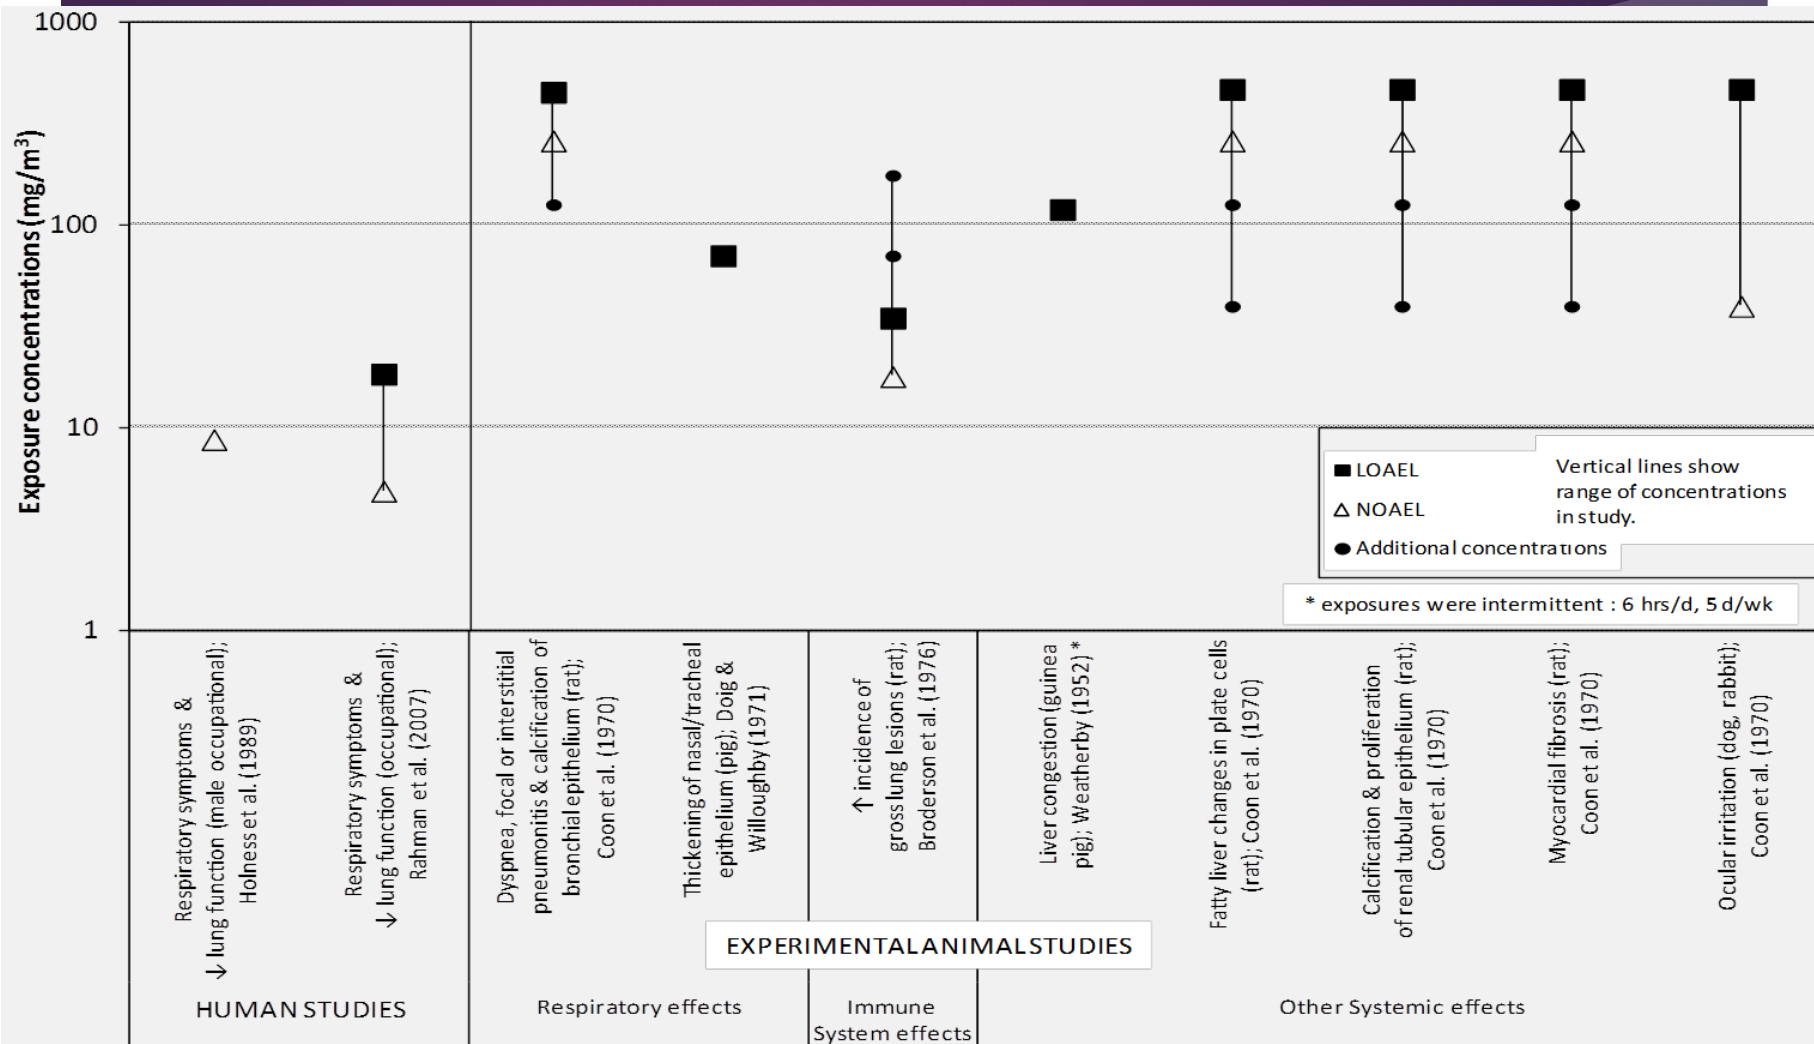 Exposure concentrations (mg/m³)
1000
100
10
1
LOAEL
NOAEL
Additional concentrations
Vertical lines show
range of concentrations
in study.
* exposures were intermittent : 6 hrs/d, 5 d/wk
Respiratory symptoms &
↓ lung function (male occupational);
Holness et al. (1989)
Respiratory symptoms &
↓ lung function (occupational);
Rahman et al. (2007)
Dyspnea, focal or interstitial
pneumonitis & calcification of
bronchial epithelium (rat);
Coon et al. (1970)
Thickening of nasal/tracheal
epithelium (pig); Doig &
Willoughby (1971)
↑ incidence of
gross lung lesions (rat);
Broderson et al. (1976)
Liver congestion (guinea
pig); Weatherby (1952) *
Fatty liver changes in plate cells
(rat); Coon et al. (1970)
Calcification & proliferation
of renal tubular epithelium (rat);
Coon et al. (1970)
Myocardial fibrosis (rat);
Coon et al. (1970)
Ocular irritation (dog, rabbit);
Coon et al. (1970)
EXPERIMENTAL ANIMAL STUDIES
HUMAN STUDIES
Respiratory effects
Immune
System effects
Other Systemic effects